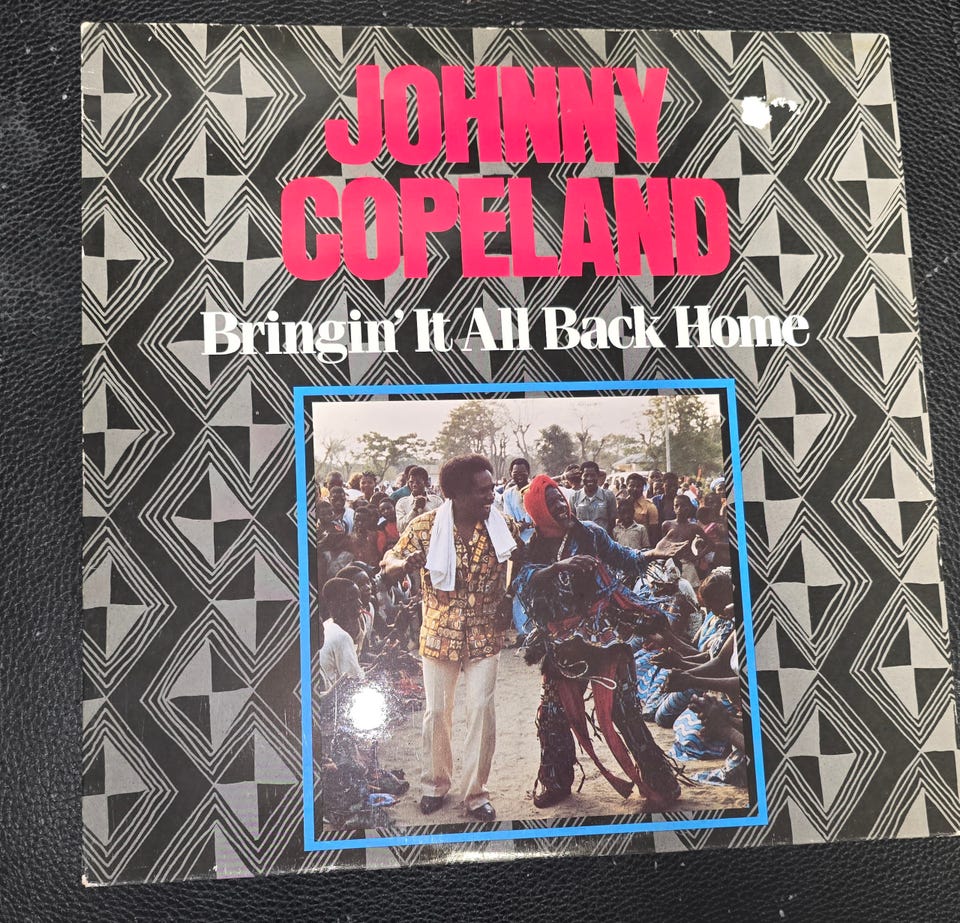 JOHNNY
COPELAND
Bringin' It All Back Home